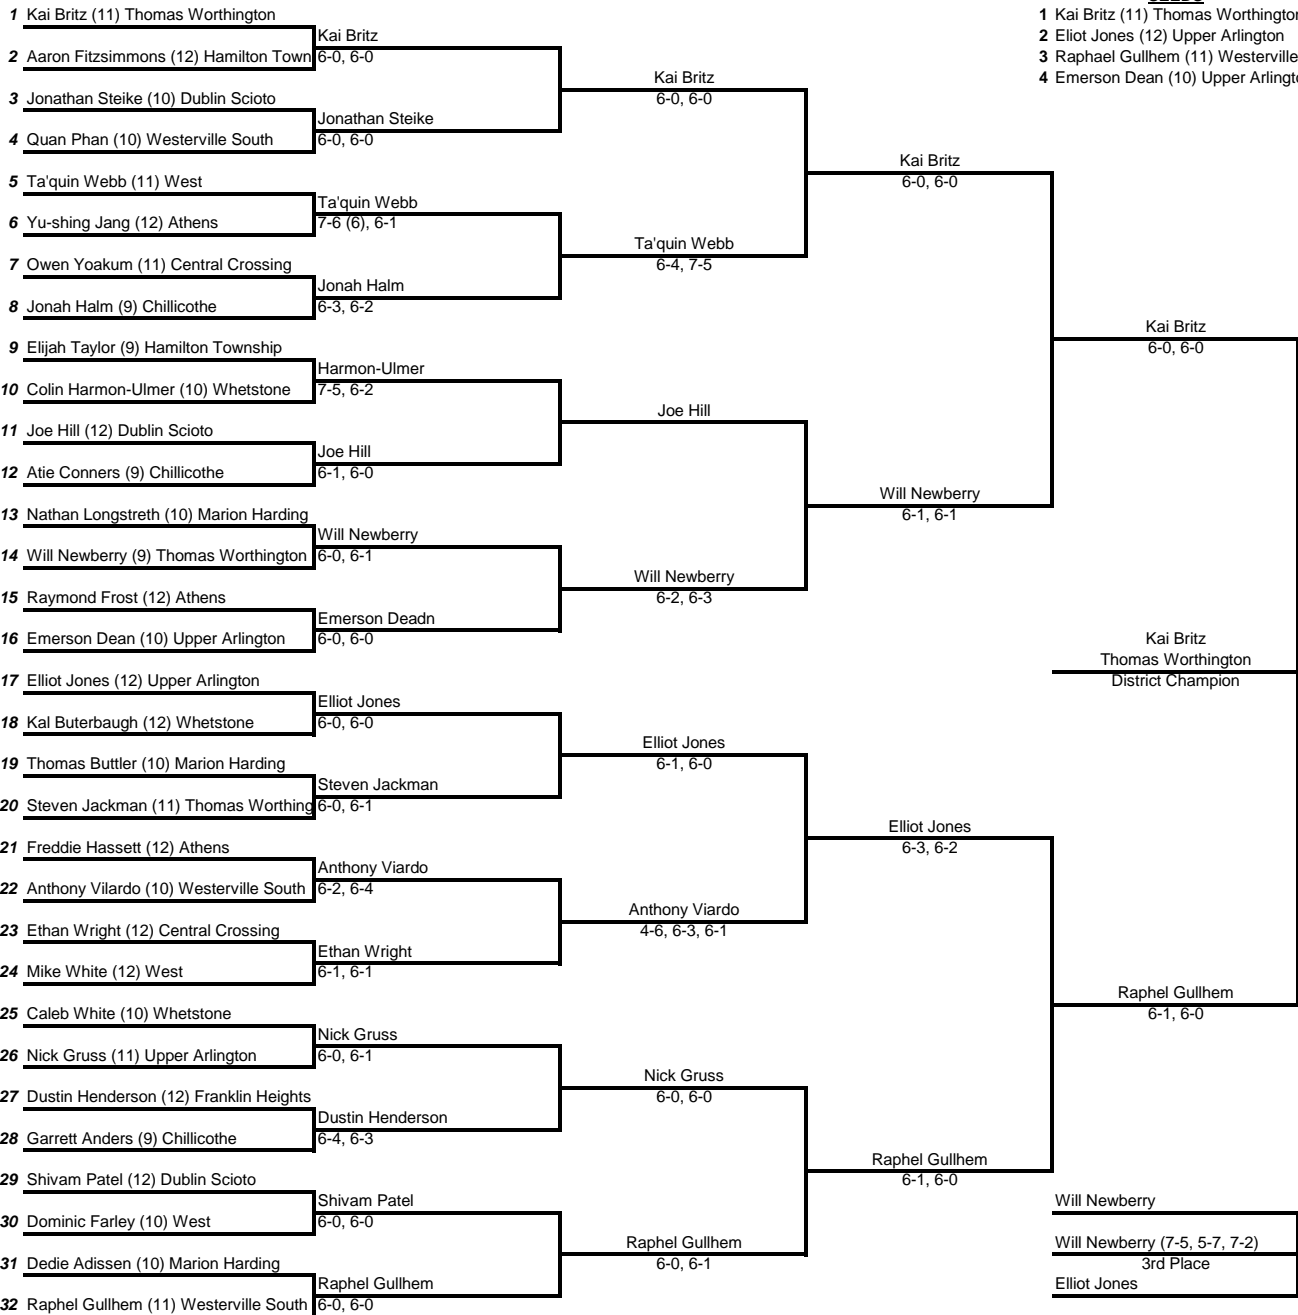 1 Kai Britz (11) Thomas Worthington
2 Aaron Fitzsimmons (12) Hamilton Town
3 Jonathan Steike (10) Dublin Scioto
4 Quan Phan (10) Westerville South
5 Ta'quin Webb (11) West
6 Yu-shing Jang (12) Athens
7 Owen Yoakum (11) Central Crossing
8 Jonah Halm (9) Chillicothe
9 Elijah Taylor (9) Hamilton Township
10 Colin Harmon-Ulmer (10) Whetstone
11 Joe Hill (12) Dublin Scioto
12 Atie Conners (9) Chillicothe
13 Nathan Longstreth (10) Marion Harding
14 Will Newberry (9) Thomas Worthington
15 Raymond Frost (12) Athens
16 Emerson Dean (10) Upper Arlington
17 Elliot Jones (12) Upper Arlington
18 Kal Buterbaugh (12) Whetstone
19 Thomas Buttler (10) Marion Harding
20 Steven Jackman (11) Thomas Worthing
21 Freddie Hassett (12) Athens
22 Anthony Vilardo (10) Westerville South
23 Ethan Wright (12) Central Crossing
24 Mike White (12) West
25 Caleb White (10) Whetstone
26 Nick Gruss (11) Upper Arlington
27 Dustin Henderson (12) Franklin Heights
28 Garrett Anders (9) Chillicothe
29 Shivam Patel (12) Dublin Scioto
30 Dominic Farley (10) West
31 Dedie Adissen (10) Marion Harding
32 Raphel Gullhem (11) Westerville South
Kai Britz
6-0, 6-0
Jonathan Steike
6-0, 6-0
Ta'quin Webb
7-6 (6), 6-1
Jonah Halm
6-3, 6-2
Harmon-Ulmer
7-5, 6-2
Joe Hill
6-1, 6-0
Will Newberry
6-0, 6-1
Emerson Deadn
6-0, 6-0
Elliot Jones
6-0, 6-0
Steven Jackman
6-0, 6-1
Anthony Viardo
6-2, 6-4
Ethan Wright
6-1, 6-1
Nick Gruss
6-0, 6-1
Dustin Henderson
6-4, 6-3
Shivam Patel
6-0, 6-0
Raphel Gullhem
6-0, 6-0
Kai Britz
6-0, 6-0
Ta'quin Webb
6-4, 7-5
Joe Hill
Will Newberry
6-2, 6-3
Elliot Jones
6-1, 6-0
Anthony Viardo
4-6, 6-3, 6-1
Nick Gruss
6-0, 6-0
Raphel Gullhem
6-0, 6-1
Kai Britz
6-0, 6-0
Will Newberry
6-1, 6-1
Elliot Jones
6-3, 6-2
Raphel Gullhem
6-1, 6-0
1 Kai Britz (11) Thomas Worthington
2 Eliot Jones (12) Upper Arlington
3 Raphael Gullhem (11) Westerville
4 Emerson Dean (10) Upper Arlingto
Kai Britz
6-0, 6-0
Kai Britz
Thomas Worthington
District Champion
Raphel Gullhem
6-1, 6-0
Will Newberry
Will Newberry (7-5, 5-7, 7-2)
3rd Place
Elliot Jones